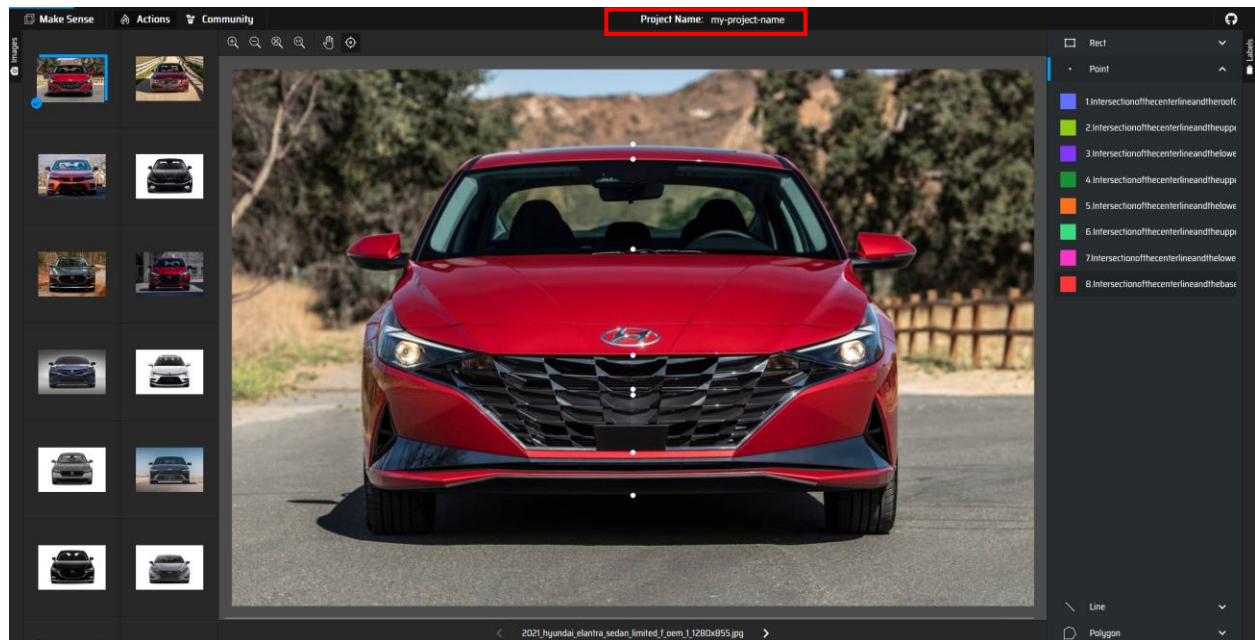 Make Sense Actions Community Project Name: my-project-name
Images
Labels
Rect
Point
1.Intersectionofthecenterlineandtheroofc
2.Intersectionofthecenterlineandtheuppe
3.Intersectionofthecenterlineandthelowe
4.Intersectionofthecenterlineandtheuppe
5.Intersectionofthecenterlineandthelowe
6.Intersectionofthecenterlineandtheuppe
7.Intersectionofthecenterlineandthelowe
8.Intersectionofthecenterlineandthebase
Line
Polygon
2021_hyundai_elantra_sedan_limited_f_oem_1_1280x855.jpg